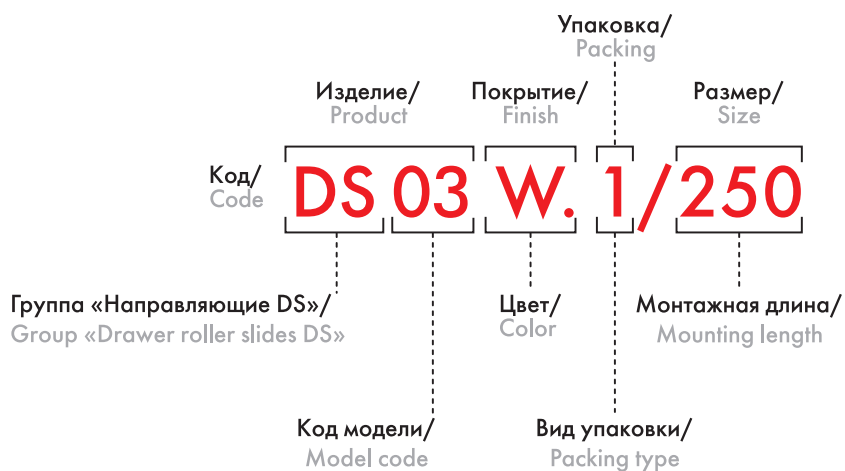 Упаковка/
Packing
Изделие/
Product
Покрытие/
Finish
Размер/
Size
Код/
Code
DS 03 W. 1/250
Группа «Направляющие DS»/
Group «Drawer roller slides DS»
Цвет/
Color
Монтажная длина/
Mounting length
Код модели/
Model code
Вид упаковки/
Packing type